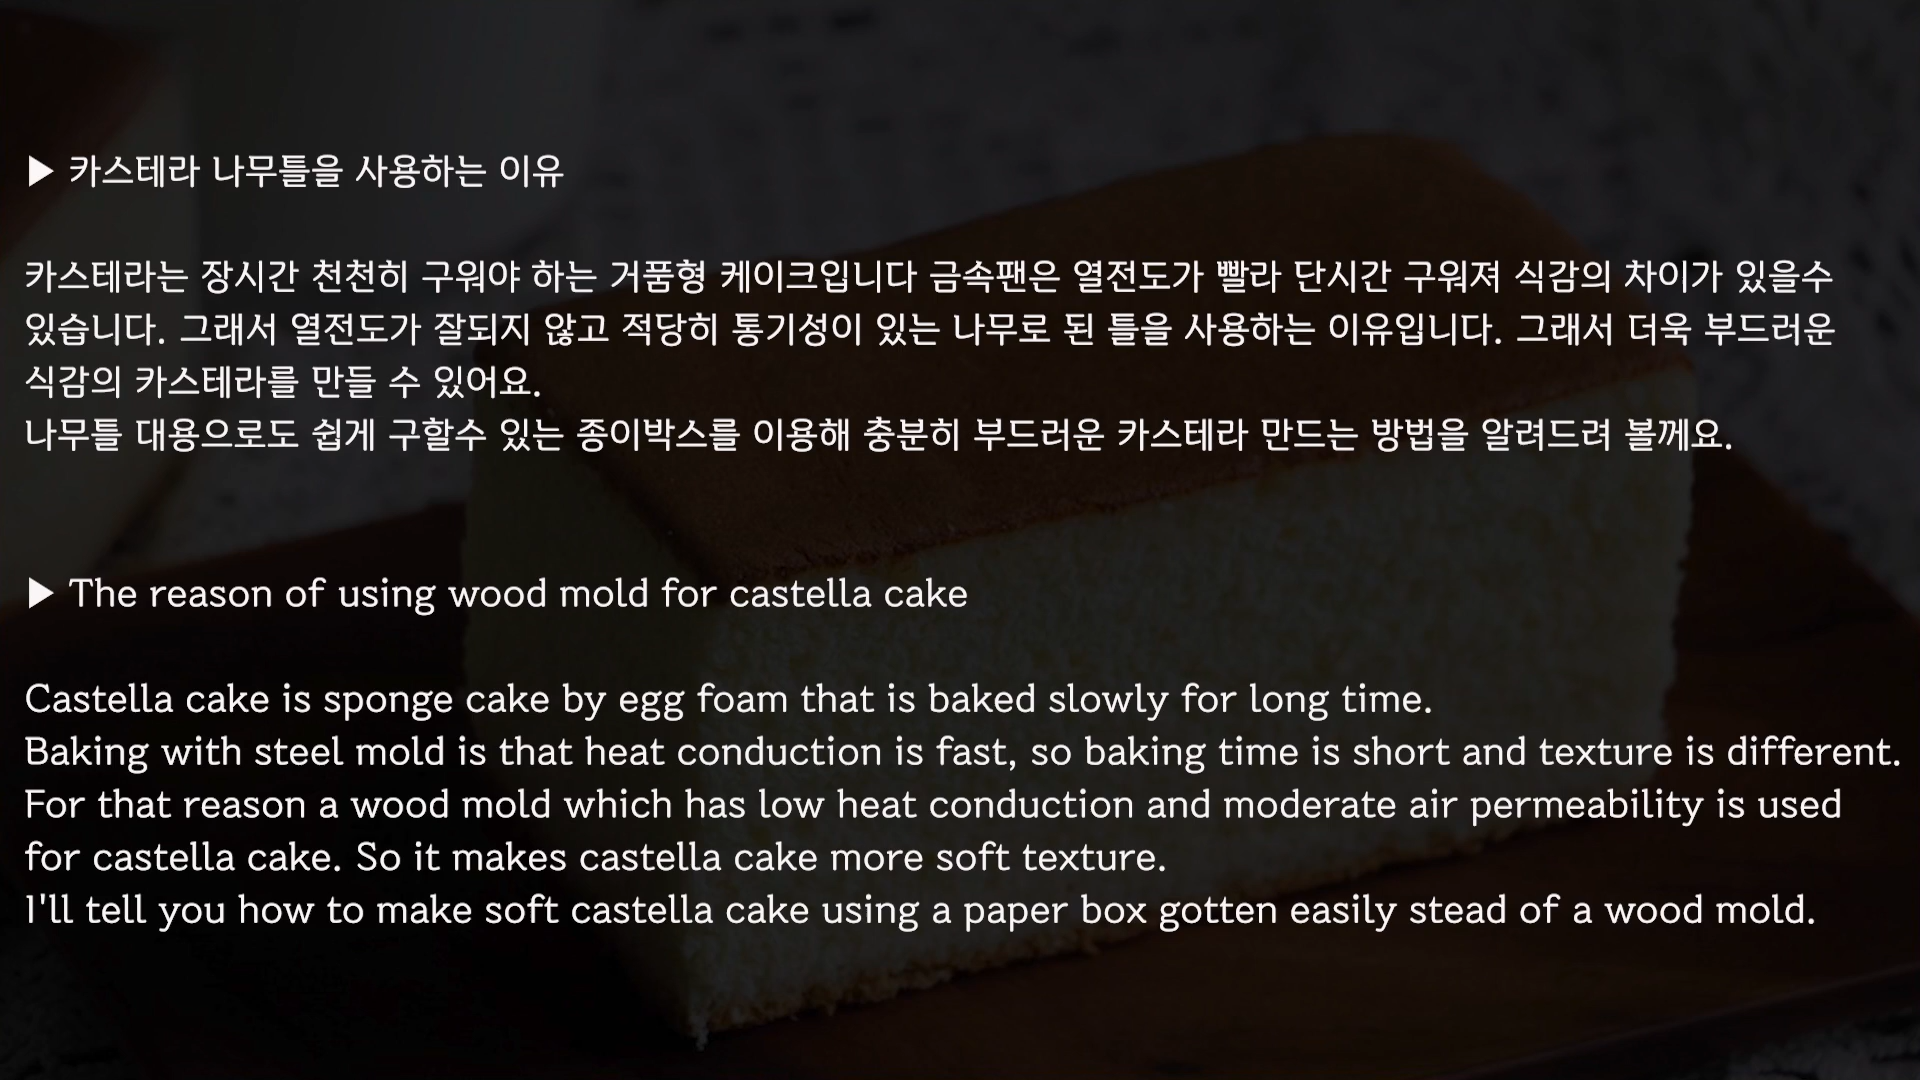 ▶ 카스테라 나무틀을 사용하는 이유
카스테라는 장시간 천천히 구워야 하는 거품형 케이크입니다 금속팬은 열전도가 빨라 단시간 구워져 식감의 차이가 있을수
있습니다. 그래서 열전도가 잘되지 않고 적당히 통기성이 있는 나무로 된 틀을 사용하는 이유입니다. 그래서 더욱 부드러운
식감의 카스테라를 만들 수 있어요.
나무틀 대용으로도 쉽게 구할수 있는 종이박스를 이용해 충분히 부드러운 카스테라 만드는 방법을 알려드려 볼께요.
▶ The reason of using wood mold for castella cake
Castella cake is sponge cake by egg foam that is baked slowly for long time.
Baking with steel mold is that heat conduction is fast, so baking time is short and texture is different.
For that reason a wood mold which has low heat conduction and moderate air permeability is used
for castella cake. So it makes castella cake more soft texture.
I'll tell you how to make soft castella cake using a paper box gotten easily stead of a wood mold.